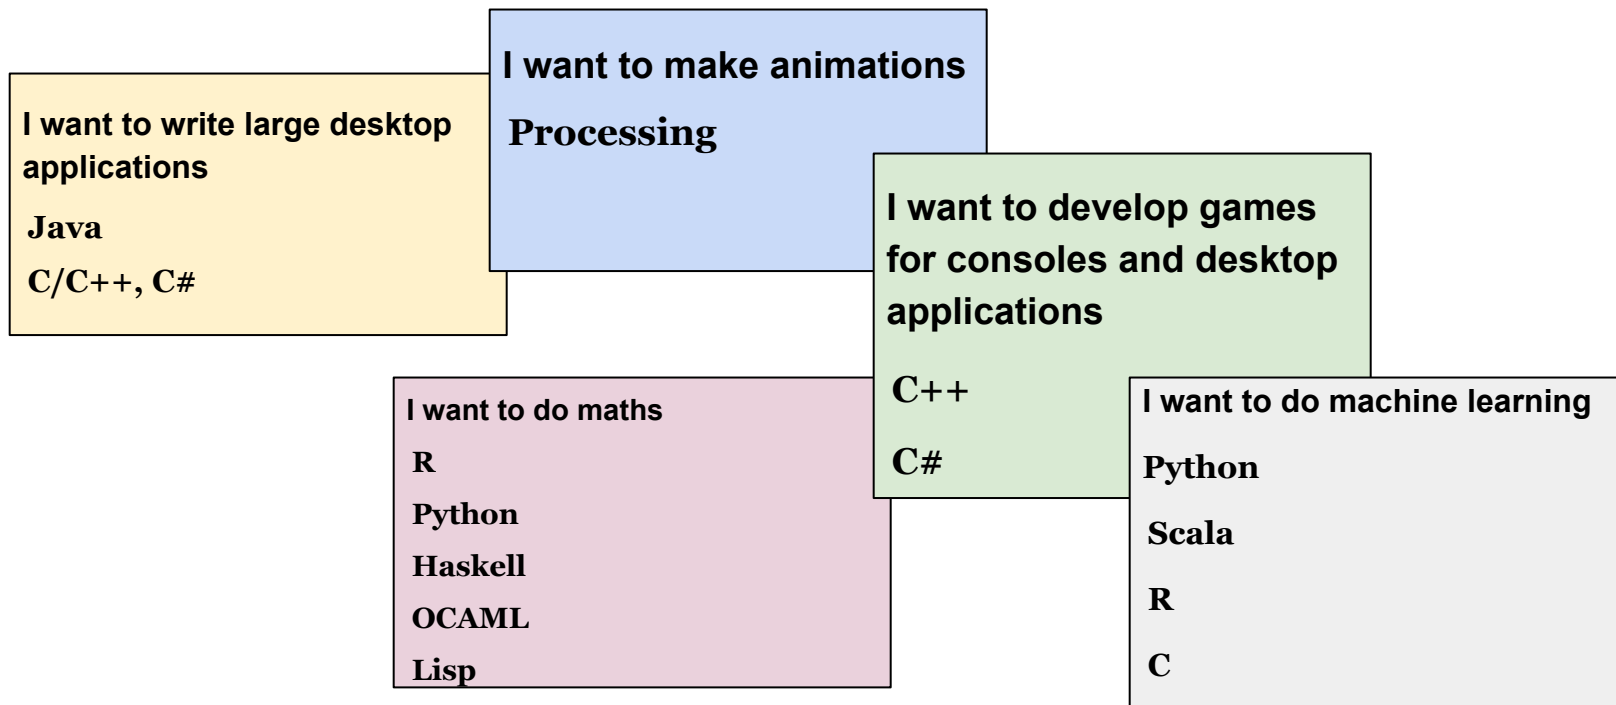 I want to write large desktop
applications
Java
C/C++, C#
I want to make animations
Processing
I want to develop games
for consoles and desktop
applications
C++
C#
I want to do maths
R
Python
Haskell
OCAML
Lisp
I want to do machine learning
Python
Scala
R
C